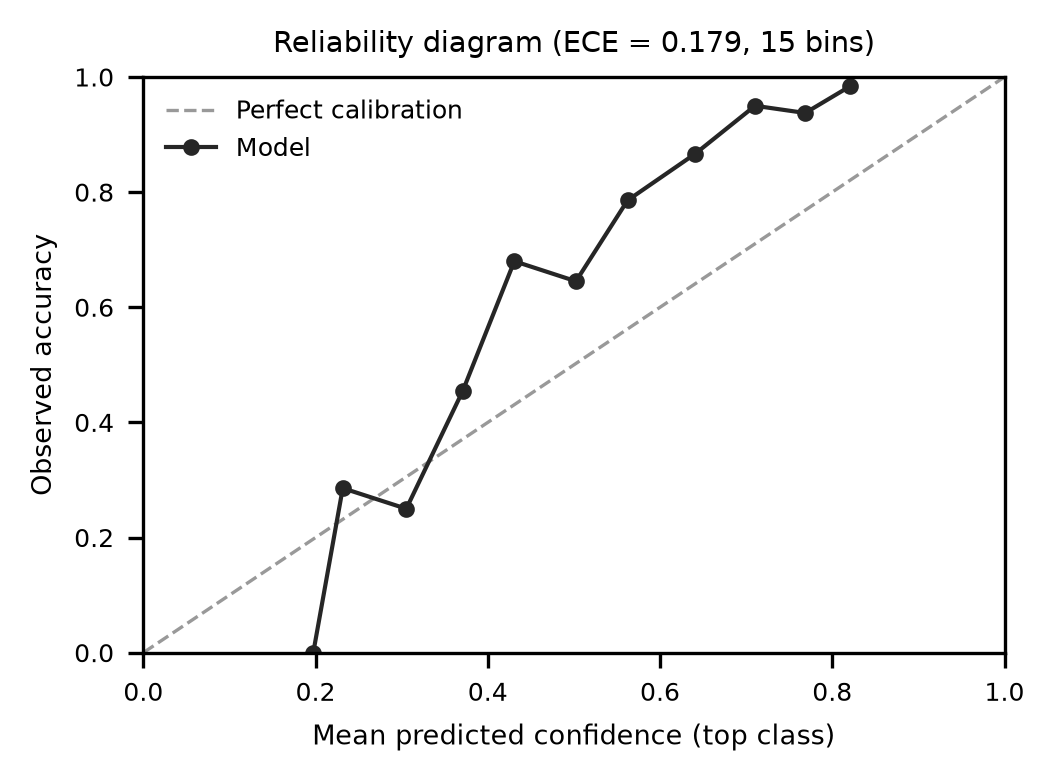 Reliability diagram (ECE = 0.179, 15 bins)
Perfect calibration
Model
Observed accuracy
1.0
0.8
0.6
0.4
0.2
0.0
0.0 0.2 0.4 0.6 0.8 1.0
Mean predicted confidence (top class)